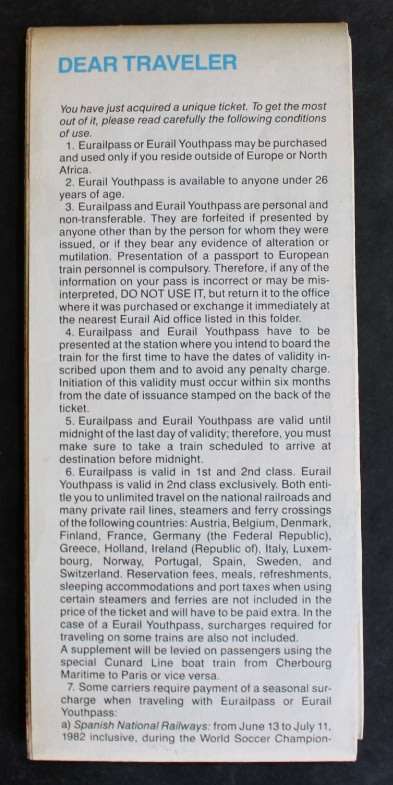 DEAR TRAVELER
You have just acquired a unique ticket. To get the most
out of it, please read carefully the following conditions
of use.
1. Eurailpass or Eurail Youthpass may be purchased
and used only if you reside outside of Europe or North
Africa.
2. Eurail Youthpass is available to anyone under 26
years of age.
3. Eurailpass and Eurail Youthpass are personal and
non-transferable. They are forfeited if presented by
anyone other than by the person for whom they were
issued, or if they bear any evidence of alteration or
mutilation. Presentation of a passport to European
train personnel is compulsory. Therefore, if any of the
information on your pass is incorrect or may be mis-
interpreted, DO NOT USE IT, but return it to the office
where it was purchased or exchange it immediately at
the nearest Eurail Aid office listed in this folder.
4. Eurailpass and Eurail Youthpass have to be
presented at the station where you intend to board the
train for the first time to have the dates of validity in-
scribed upon them and to avoid any penalty charge.
Initiation of this validity must occur within six months
from the date of issuance stamped on the back of the
ticket.
5. Eurailpass and Eurail Youthpass are valid until
midnight of the last day of validity; therefore, you must
make sure to take a train scheduled to arrive at
destination before midnight.
6. Eurailpass is valid in 1st and 2nd class. Eurail
Youthpass is valid in 2nd class exclusively. Both enti-
tle you to unlimited travel on the national railroads and
many private rail lines, steamers and ferry crossings
of the following countries: Austria, Belgium, Denmark,
Finland, France, Germany (the Federal Republic),
Greece, Holland, Ireland (Republic of), Italy, Luxem-
bourg, Norway, Portugal, Spain, Sweden, and
Switzerland. Reservation fees, meals, refreshments,
sleeping accommodations and port taxes when using
certain steamers and ferries are not included in the
price of the ticket and will have to be paid extra. In the
case of a Eurail Youthpass, surcharges required for
traveling on some trains are also not included.
A supplement will be levied on passengers using the
special Cunard Line boat train from Cherbourg
Maritime to Paris or vice versa.
7. Some carriers require payment of a seasonal sur-
charge when traveling with Eurailpass or Eurail
Youthpass:
a) Spanish National Railways: from June 13 to July 11,
1982 inclusive, during the World Soccer Champion-